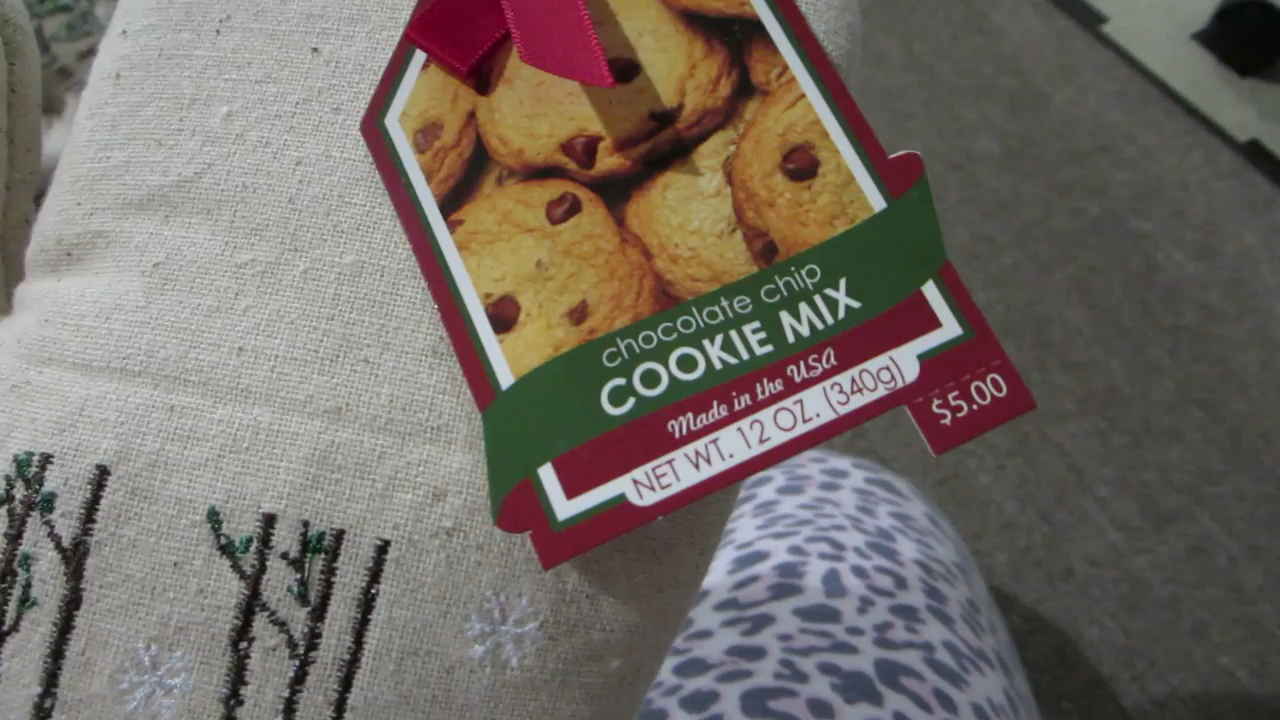 chocolate chip
COOKIE MIX
Made in the USA
NET WT. 12 OZ. (340g)
$5.00